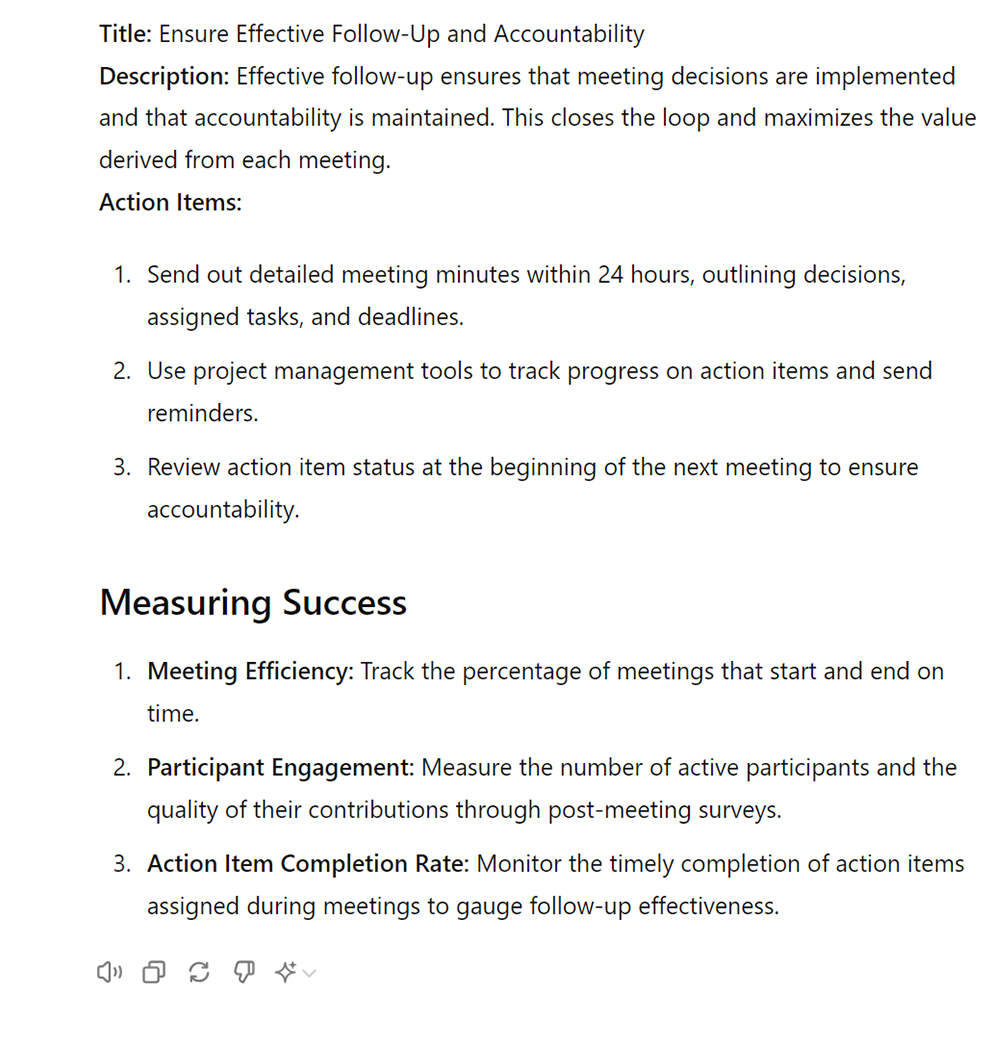 Title: Ensure Effective Follow-Up and Accountability
Description: Effective follow-up ensures that meeting decisions are implemented
and that accountability is maintained. This closes the loop and maximizes the value
derived from each meeting.
Action Items:
1. Send out detailed meeting minutes within 24 hours, outlining decisions,
assigned tasks, and deadlines.
2. Use project management tools to track progress on action items and send
reminders.
3. Review action item status at the beginning of the next meeting to ensure
accountability.
Measuring Success
1. Meeting Efficiency: Track the percentage of meetings that start and end on
time.
2. Participant Engagement: Measure the number of active participants and the
quality of their contributions through post-meeting surveys.
3. Action Item Completion Rate: Monitor the timely completion of action items
assigned during meetings to gauge follow-up effectiveness.